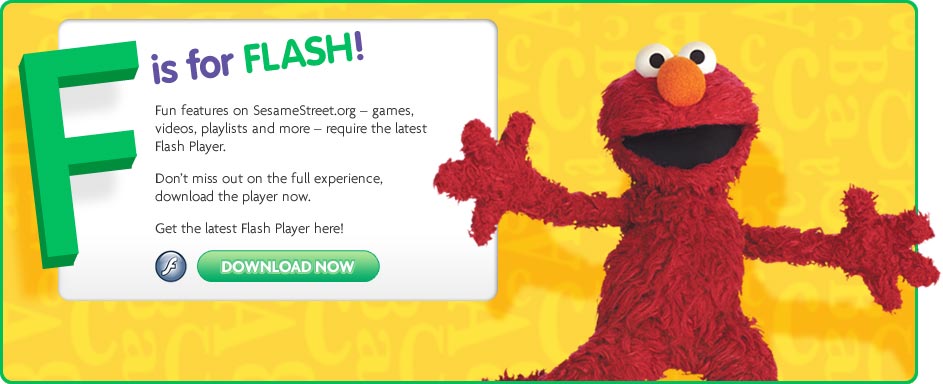 F is for FLASH!
Fun features on SesameStreet.org – games,
videos, playlists and more – require the latest
Flash Player.
Don't miss out on the full experience,
download the player now.
Get the latest Flash Player here!
DOWNLOAD NOW